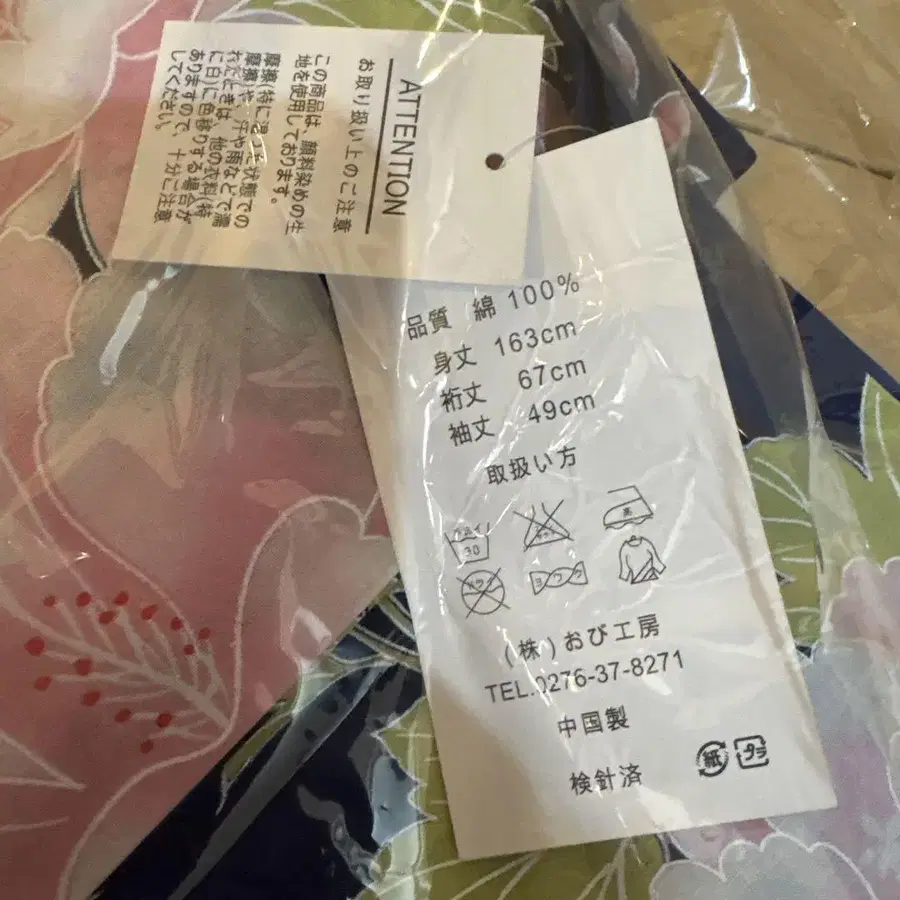 ATTENTION
お取り扱い上のご注意
この商品は、顔料染めの生
地を使用しております。
摩擦(特に湿った状態での
摩擦)や、汗や雨などで濡
れたときは、他の衣料(特
に白)に色移りする場合が
ありますので、十分ご注意
してください。
品質 綿 100%
身丈 163cm
裄丈 67cm
袖丈 49cm
取扱い方
30
ヨワク
(株)おび工房
TEL.0276-37-8271
中国製
検針済
紙
プラ